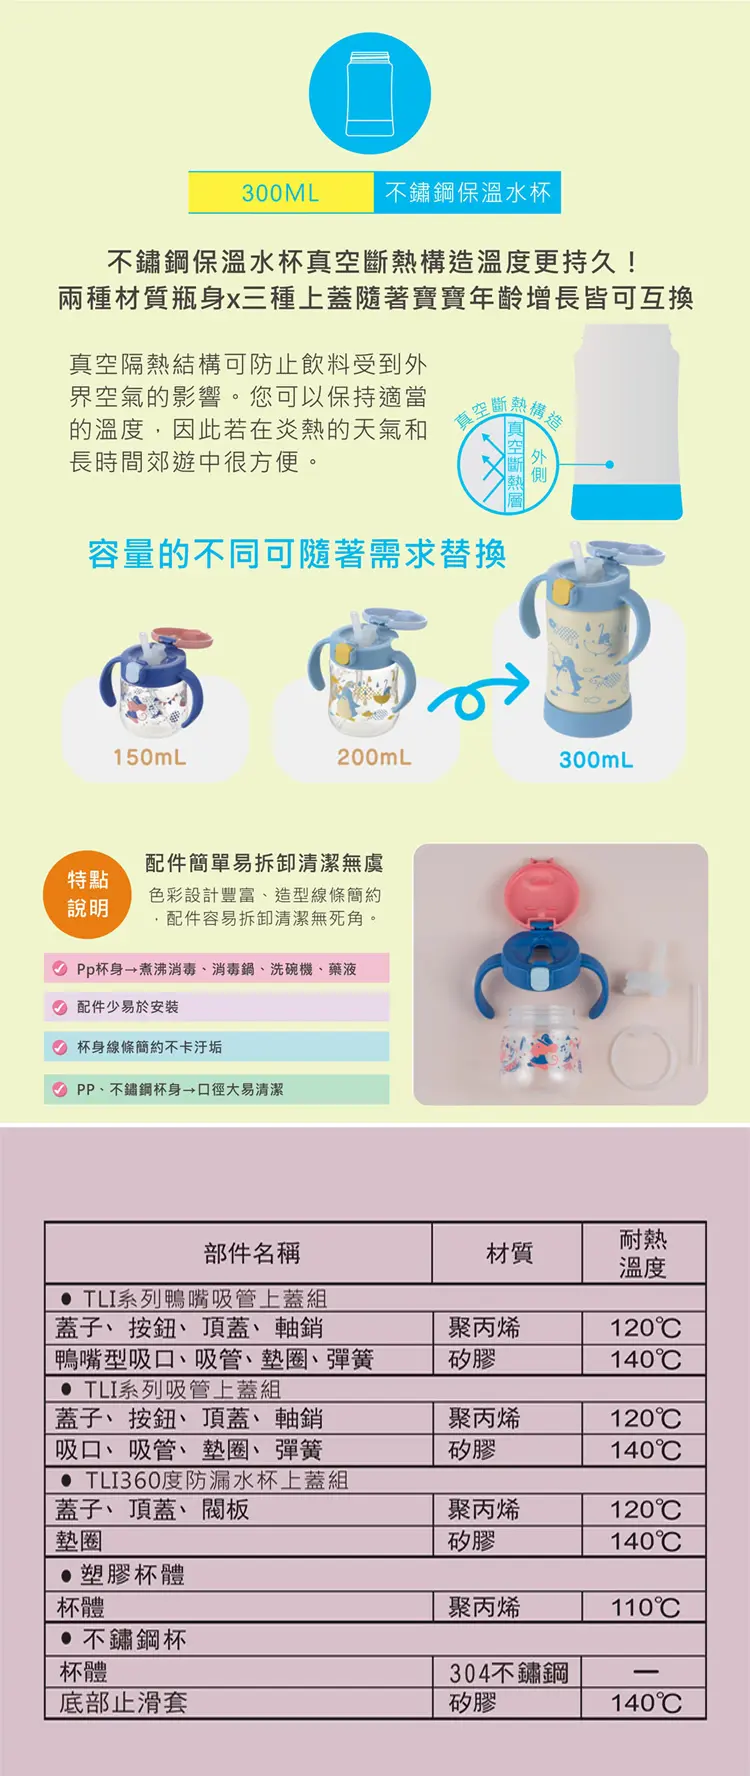 300ML 不鏽鋼保溫水杯
不鏽鋼保溫水杯真空斷熱構造溫度更持久！
兩種材質瓶身x三種上蓋隨著寶寶年齡增長皆可互換
真空隔熱結構可防止飲料受到外
界空氣的影響。您可以保持適當
的溫度，因此若在炎熱的天氣和
長時間郊遊中很方便。
真空斷熱構造
真空斷熱層
外側
容量的不同可隨著需求替換
150mL
200mL
300mL
特點
說明
配件簡單易拆卸清潔無虞
色彩設計豐富、造型線條簡約
，配件容易拆卸清潔無死角。
Pp杯身→煮沸消毒、消毒鍋、洗碗機、藥液
配件少易於安裝
杯身線條簡約不卡汙垢
PP、不鏽鋼杯身→口徑大易清潔
部件名稱 材質 耐熱
溫度
● TLI系列鴨嘴吸管上蓋組
蓋子、按鈕、頂蓋、軸銷 聚丙烯 120℃
鴨嘴型吸口、吸管、墊圈、彈簧 矽膠 140℃
● TLI系列吸管上蓋組
蓋子、按鈕、頂蓋、軸銷 聚丙烯 120℃
吸口、吸管、墊圈、彈簧 矽膠 140℃
● TLI360度防漏水杯上蓋組
蓋子、頂蓋、閥板 聚丙烯 120℃
墊圈 矽膠 140℃
● 塑膠杯體
杯體 聚丙烯 110℃
● 不鏽鋼杯
杯體 304不鏽鋼 —
底部止滑套 矽膠 140℃